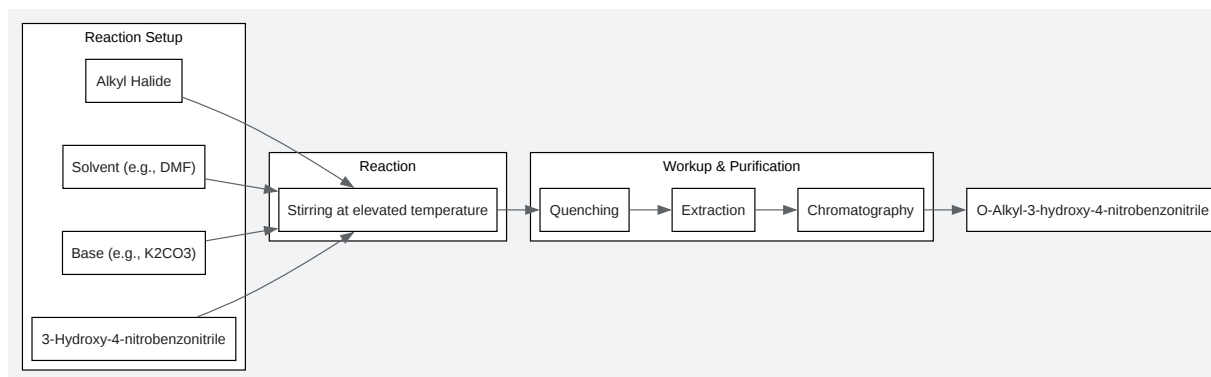 Reaction Setup
Alkyl Halide
Solvent (e.g., DMF)
Base (e.g., K2CO3)
3-Hydroxy-4-nitrobenzonitrile
Reaction
Stirring at elevated temperature
Workup & Purification
Quenching
Extraction
Chromatography
O-Alkyl-3-hydroxy-4-nitrobenzonitrile